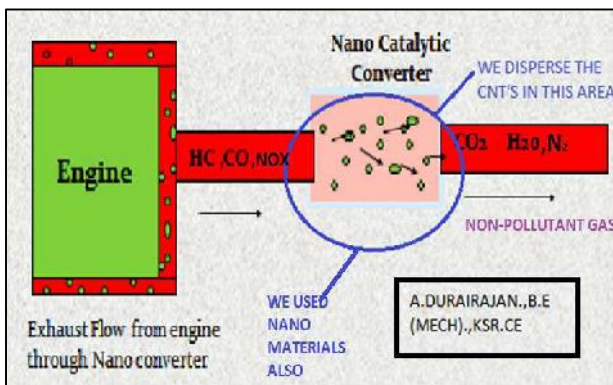 Nano Catalytic
Converter
WE DISPERSE THE
CNT'S IN THIS AREA
Engine
HC ,CO,NOX
CO2 H20,N2
NON-POLLUTANT GAS
WE USED
NANO
MATERIALS
ALSO
A.DURAIRAJAN.,B.E
(MECH).,KSR.CE
Exhaust Flow from engine
through Nano converter